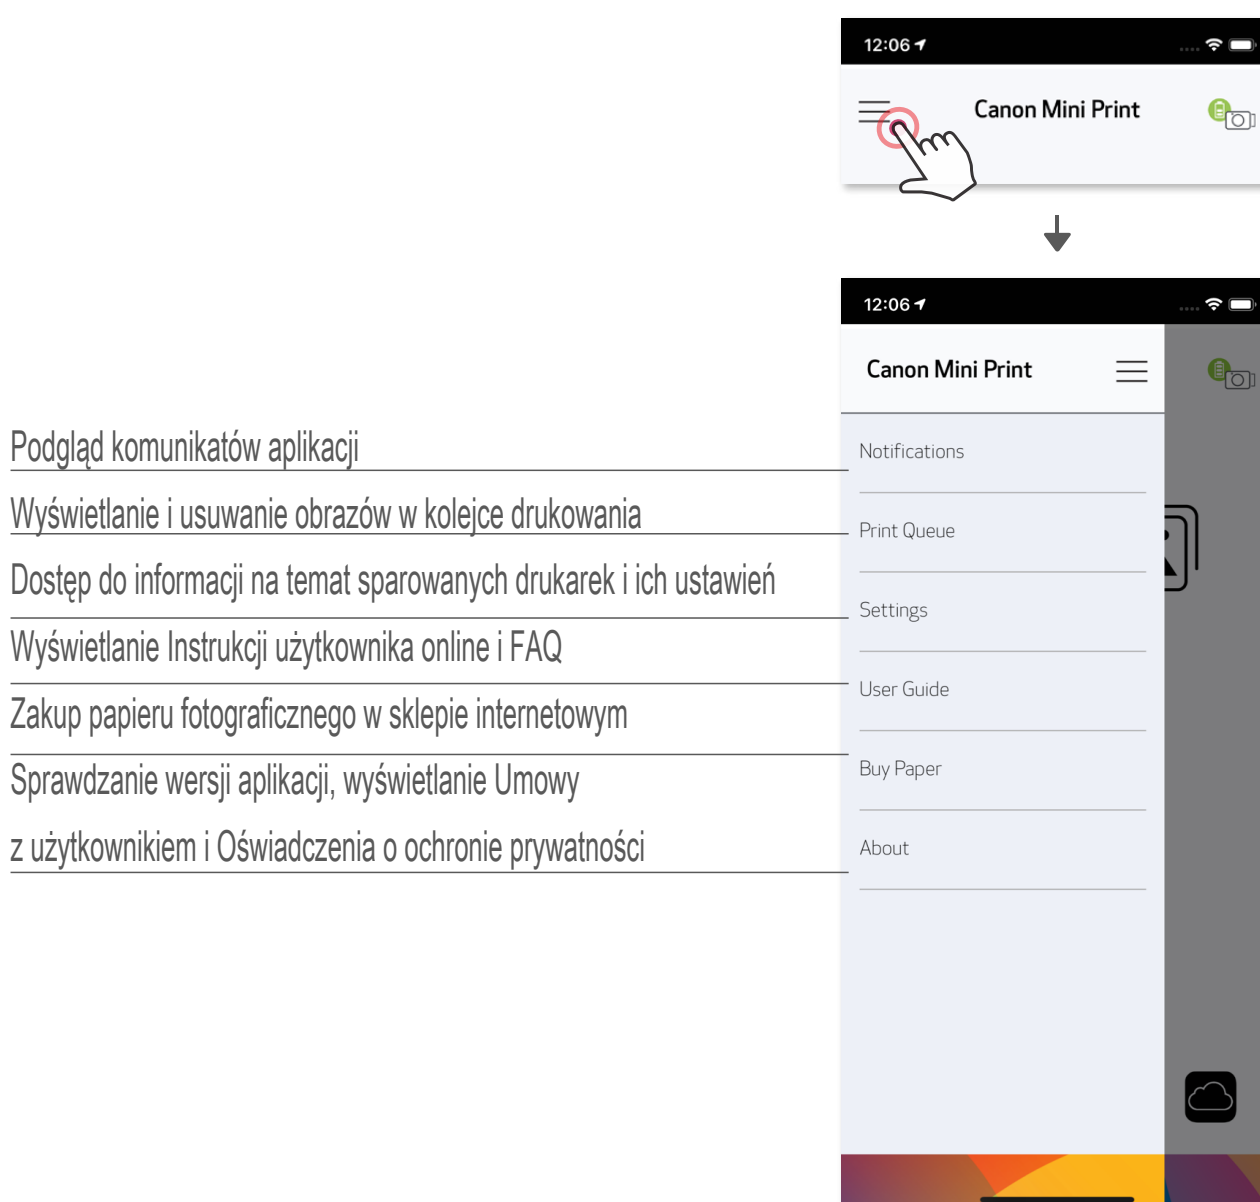 12:06
Canon Mini Print
12:06
Canon Mini Print
Podgląd komunikatów aplikacji
Notifications
Wyświetlanie i usuwanie obrazów w kolejce drukowania
Print Queue
Dostęp do informacji na temat sparowanych drukarek i ich ustawień
Settings
Wyświetlanie Instrukcji użytkownika online i FAQ
User Guide
Zakup papieru fotograficznego w sklepie internetowym
Buy Paper
Sprawdzanie wersji aplikacji, wyświetlanie Umowy
z użytkownikiem i Oświadczenia o ochronie prywatności
About